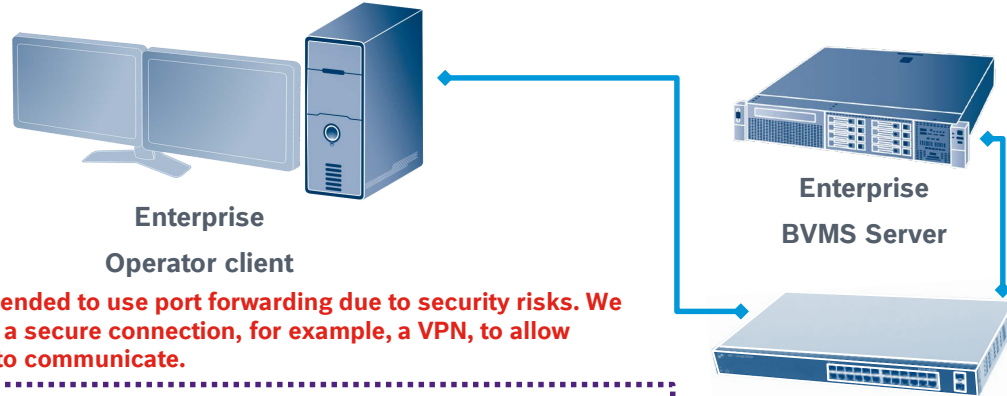 Enterprise
Operator client
Enterprise
BVMS Server
ended to use port forwarding due to security risks. We
a secure connection, for example, a VPN, to allow
to communicate.